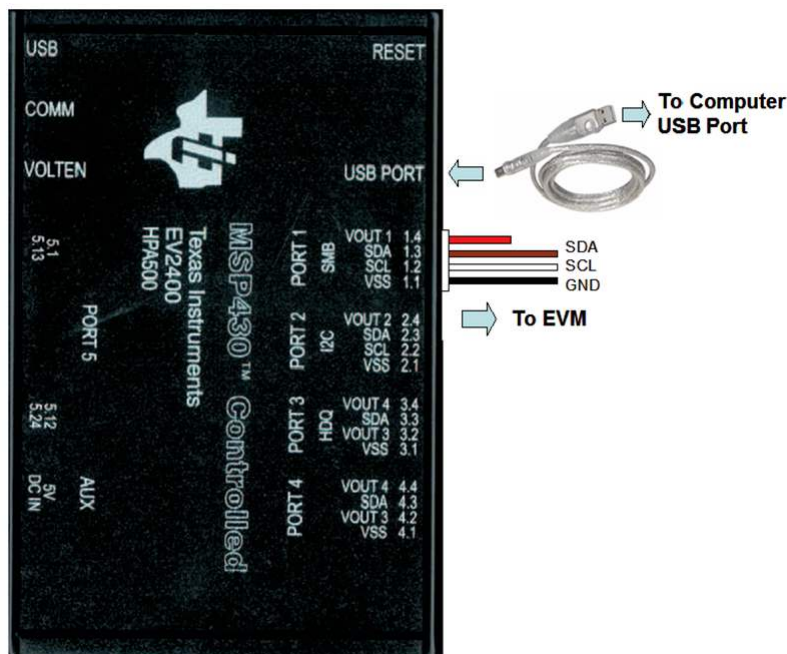 USB
RESET
COMM
VOLTEN
USB PORT
To Computer
USB Port
Texas Instruments
EV2400
HPA500
MSP430™ Controlled
PORT 1
SMB
VOUT 1 1.4
SDA 1.3
SCL 1.2
VSS 1.1
SDA
SCL
GND
To EVM
PORT 2
I2C
VOUT 2 2.4
SDA 2.3
SCL 2.2
VSS 2.1
PORT 3
HDQ
VOUT 4 3.4
SDA 3.3
VOUT 3 3.2
VSS 3.1
PORT 4
VOUT 4 4.4
SDA 4.3
VOUT 3 4.2
VSS 4.1
5.1
5.13
PORT 5
5.12
5.24
AUX
5V
DC IN